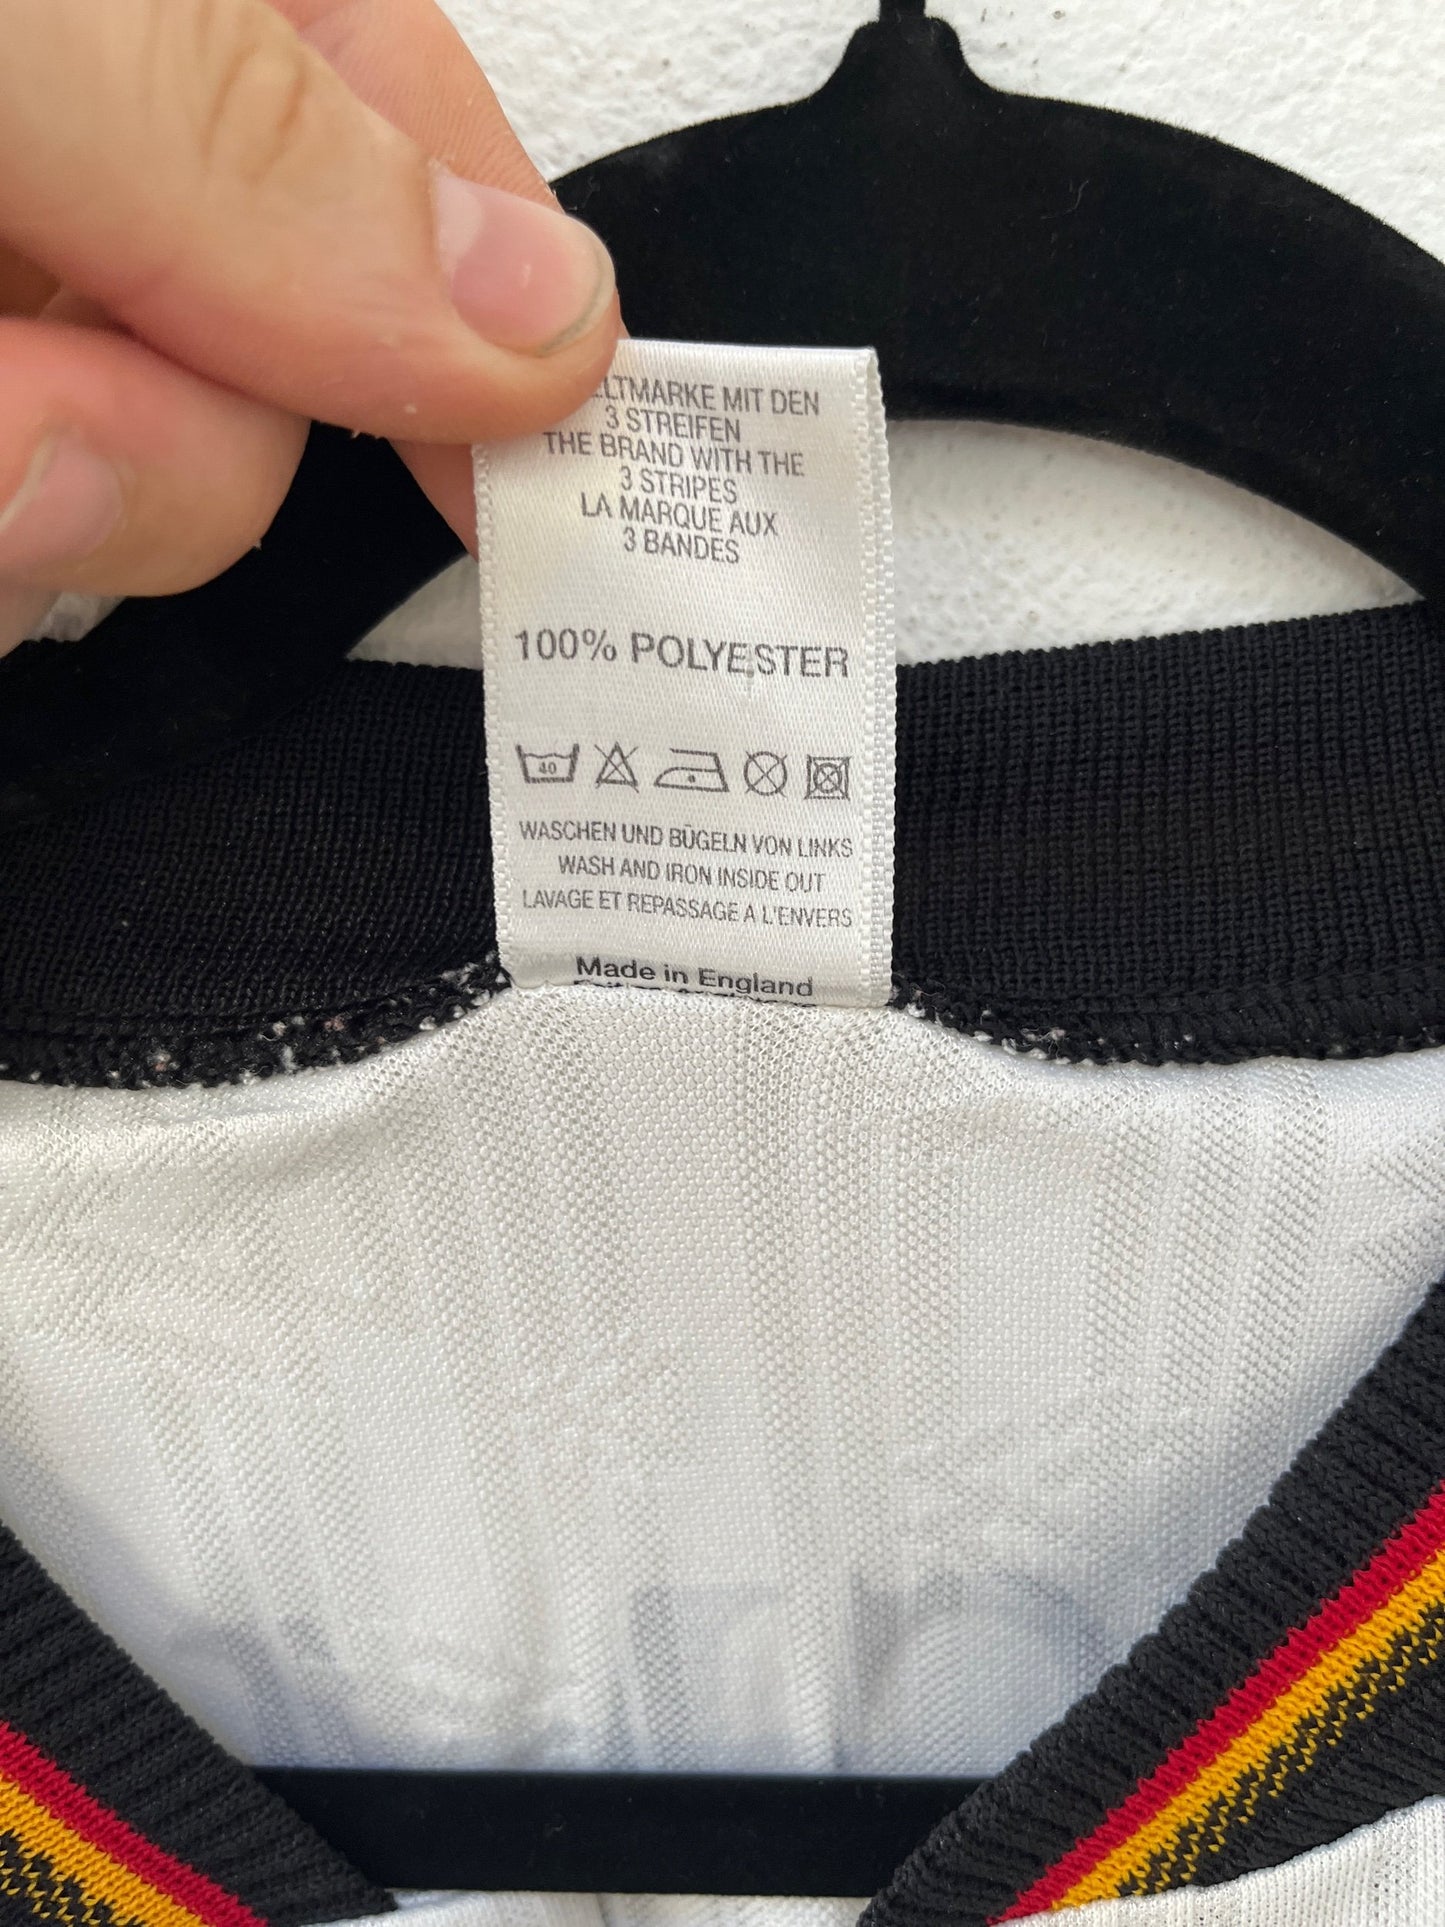 MIT DEN
3 STREIFEN
THE BRAND WITH THE
3 STRIPES
LA MARQUE AUX
3 BANDES
100% POLYESTER
40
WASCHEN UND BÜGELN VON LINKS
WASH AND IRON INSIDE OUT
LAVAGE ET REPASSAGE A L'ENVERS
Made in England